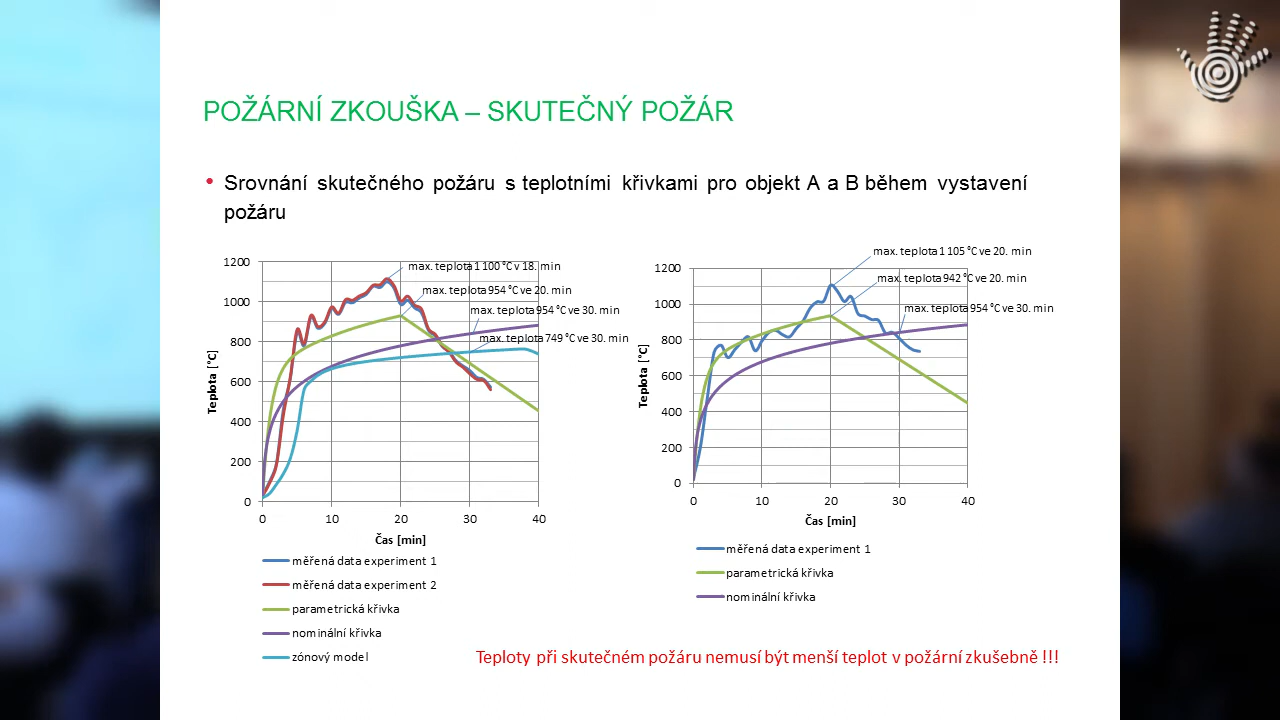 POŽÁRNÍ ZKOUŠKA – SKUTEČNÝ POŽÁR
• Srovnání skutečného požáru s teplotními křivkami pro objekt A a B během vystavení
požáru
max. teplota 1 100 °C v 18. min
max. teplota 954 °C ve 20. min
max. teplota 954 °C ve 30. min
max. teplota 749 °C ve 30. min
1200
1000
800
600
400
200
0
Teplota [°C]
0 10 20 30 40
Čas [min]
měřená data experiment 1
měřená data experiment 2
parametrická křivka
nominální křivka
zónový model
max. teplota 1 105 °C ve 20. min
max. teplota 942 °C ve 20. min
max. teplota 954 °C ve 30. min
1200
1000
800
600
400
200
0
Teplota [°C]
0 10 20 30 40
Čas [min]
měřená data experiment 1
parametrická křivka
nominální křivka
Teploty při skutečném požáru nemusí být menší teplot v požární zkušebně !!!